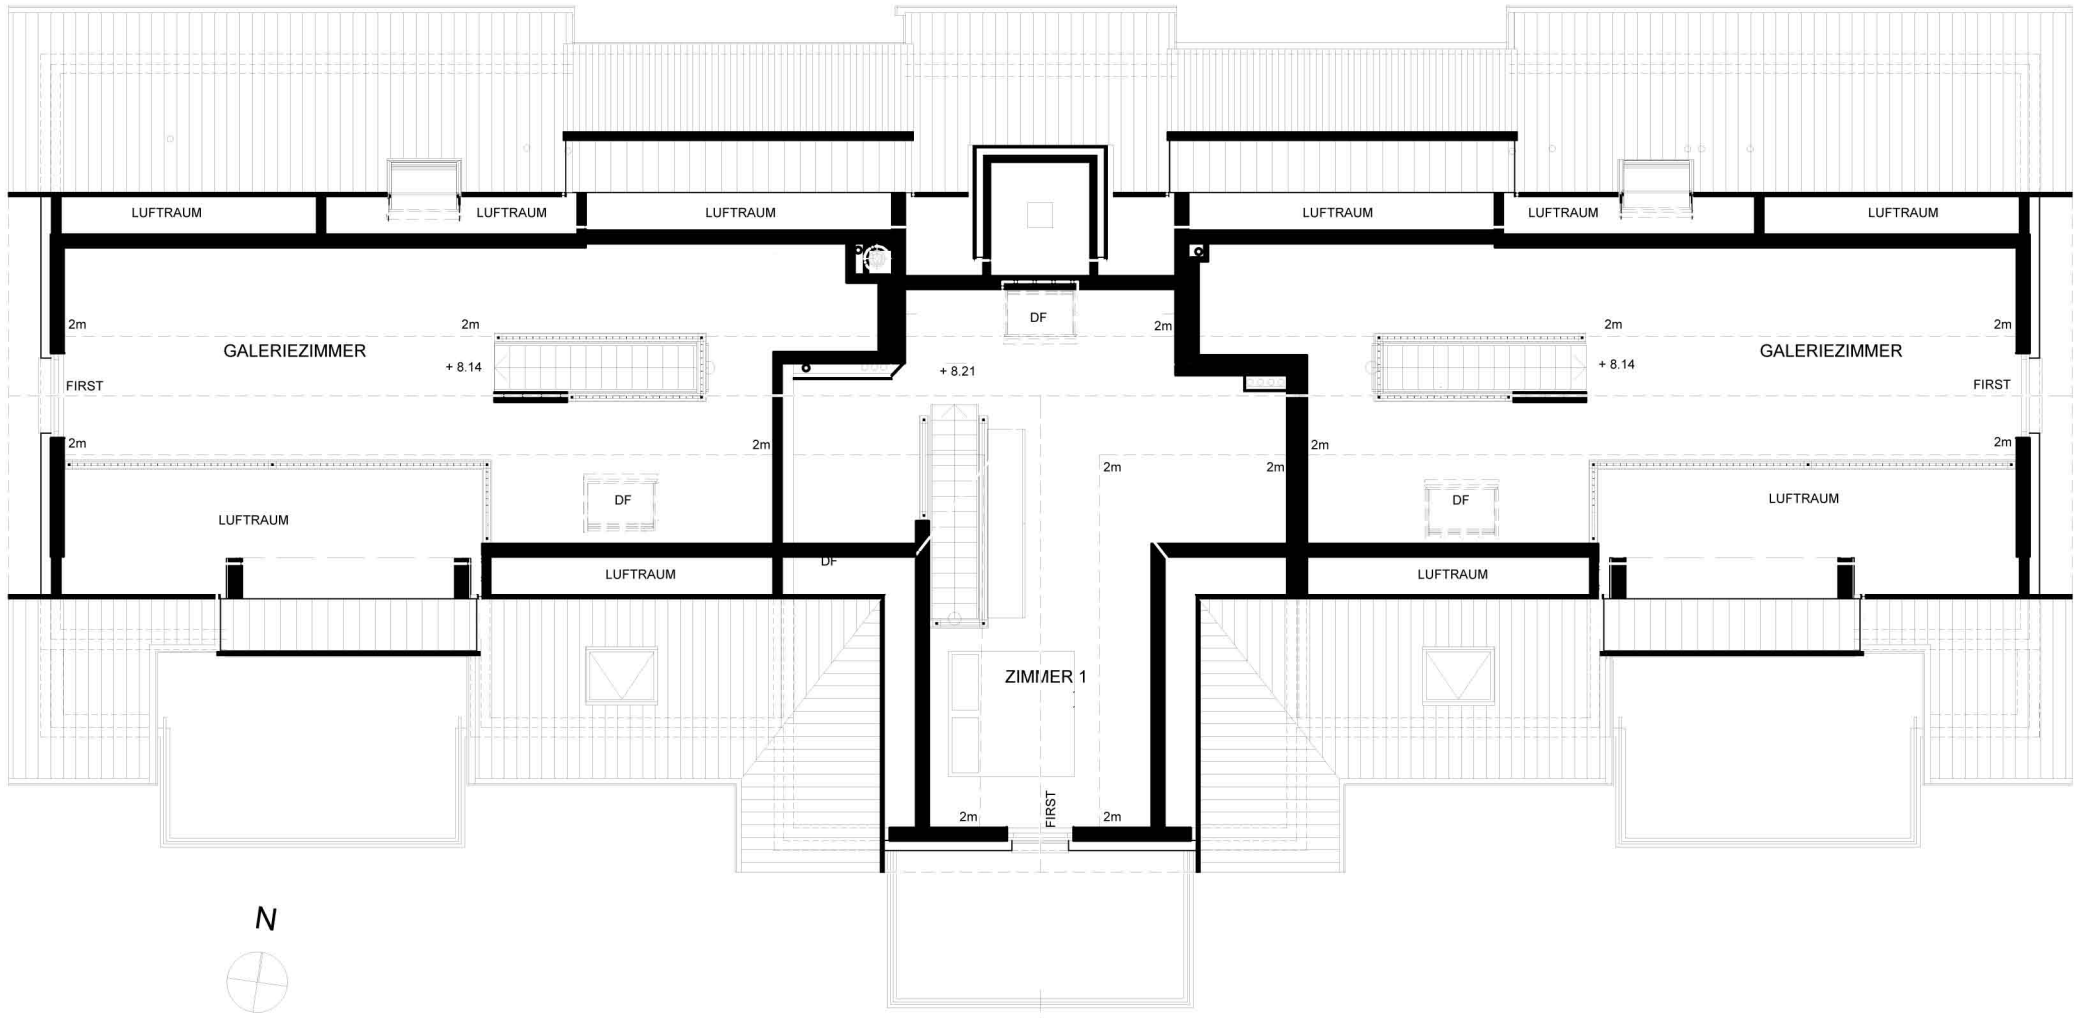 LUFTRAUM LUFTRAUM LUFTRAUM LUFTRAUM LUFTRAUM LUFTRAUM
DF
2m 2m 2m 2m 2m
GALERIEZIMMER GALERIEZIMMER
+ 8.14 + 8.21 + 8.14
FIRST FIRST
2m 2m 2m 2m
2m 2m
DF DF
LUFTRAUM LUFTRAUM
DF
LUFTRAUM LUFTRAUM
ZIMMER 1
2m FIRST 2m
N